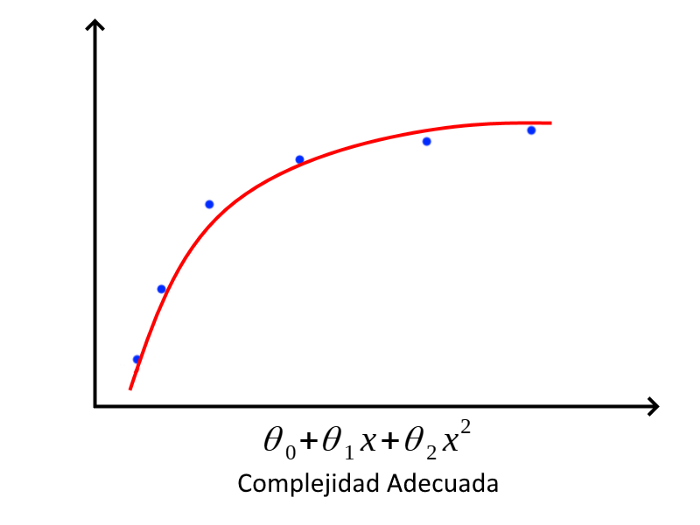 θ₀+θ₁x+θ₂x²
Complejidad Adecuada